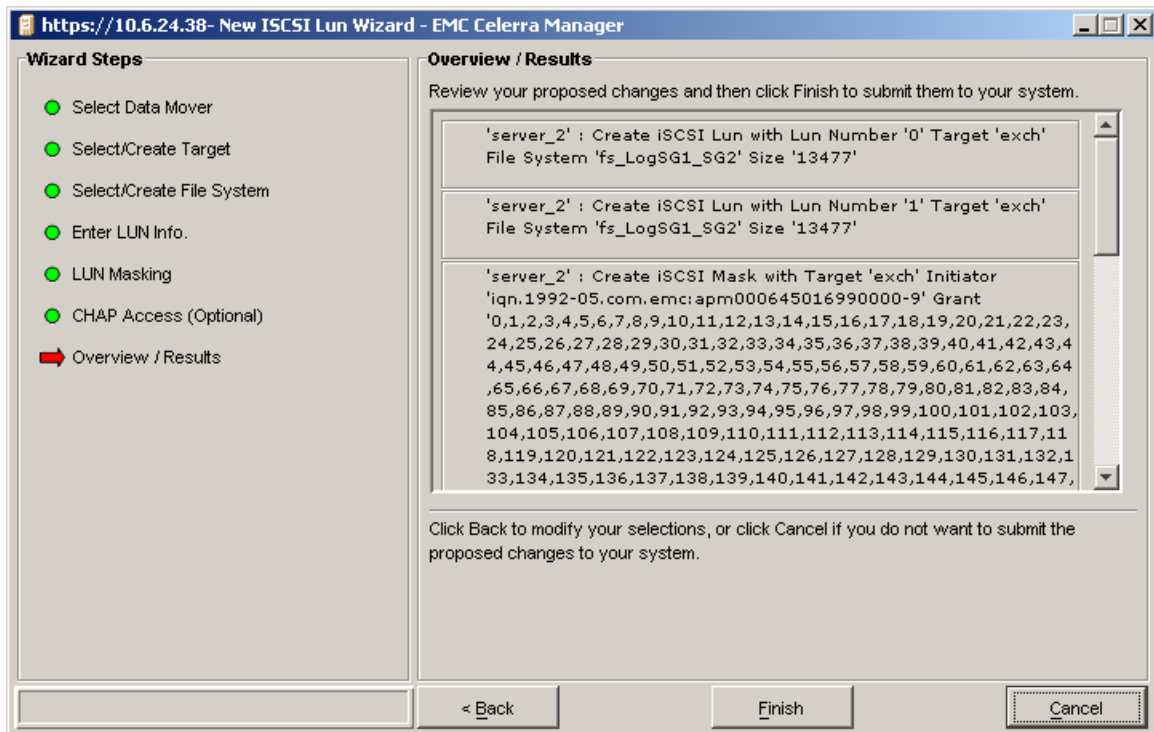 https://10.6.24.38- New ISCSI Lun Wizard - EMC Celerra Manager
Wizard Steps
Select Data Mover
Select/Create Target
Select/Create File System
Enter LUN Info.
LUN Masking
CHAP Access (Optional)
Overview / Results
Overview / Results
Review your proposed changes and then click Finish to submit them to your system.
'server_2' : Create iSCSI Lun with Lun Number '0' Target 'exch'
File System 'fs_LogSG1_SG2' Size '13477'
'server_2' : Create iSCSI Lun with Lun Number '1' Target 'exch'
File System 'fs_LogSG1_SG2' Size '13477'
'server_2' : Create iSCSI Mask with Target 'exch' Initiator
'iqn.1992-05.com.emc:apm000645016990000-9' Grant
'0,1,2,3,4,5,6,7,8,9,10,11,12,13,14,15,16,17,18,19,20,21,22,23,
24,25,26,27,28,29,30,31,32,33,34,35,36,37,38,39,40,41,42,43,4
4,45,46,47,48,49,50,51,52,53,54,55,56,57,58,59,60,61,62,63,64
,65,66,67,68,69,70,71,72,73,74,75,76,77,78,79,80,81,82,83,84,
85,86,87,88,89,90,91,92,93,94,95,96,97,98,99,100,101,102,103,
104,105,106,107,108,109,110,111,112,113,114,115,116,117,11
8,119,120,121,122,123,124,125,126,127,128,129,130,131,132,1
33,134,135,136,137,138,139,140,141,142,143,144,145,146,147,
Click Back to modify your selections, or click Cancel if you do not want to submit the
proposed changes to your system.
< Back
Finish
Cancel